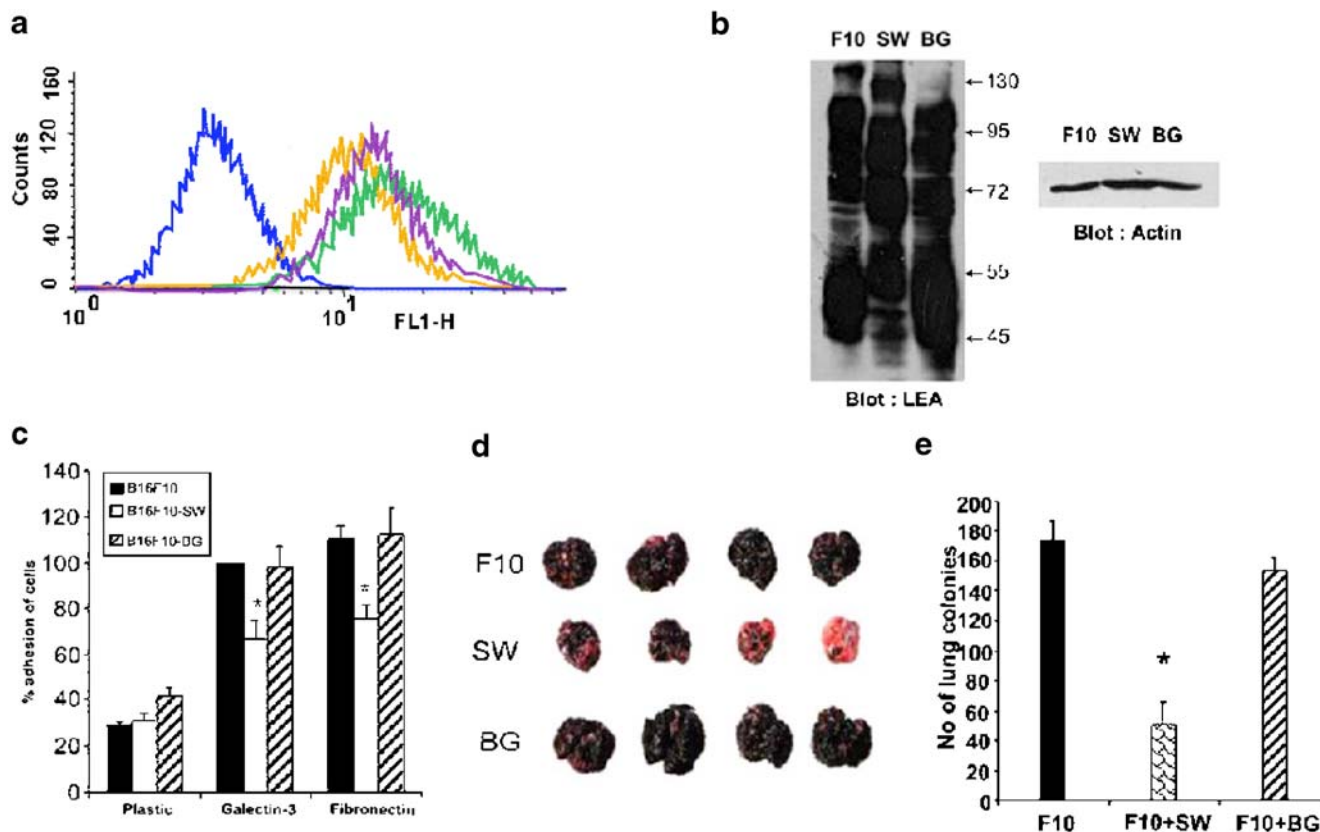 a
160
120
80
40
0
Counts
10^0
10^1
FL1-H
b
F10 SW BG
130
95
72
55
45
Blot : LEA
F10 SW BG
Blot : Actin
c
140
120
100
80
60
40
20
0
% adhesion of cells
B16F10
B16F10-SW
B16F10-BG
*
*
Plastic
Galectin-3
Fibronectin
d
F10
SW
BG
e
200
180
160
140
120
100
80
60
40
20
0
No of lung colonies
*
F10
F10+SW
F10+BG